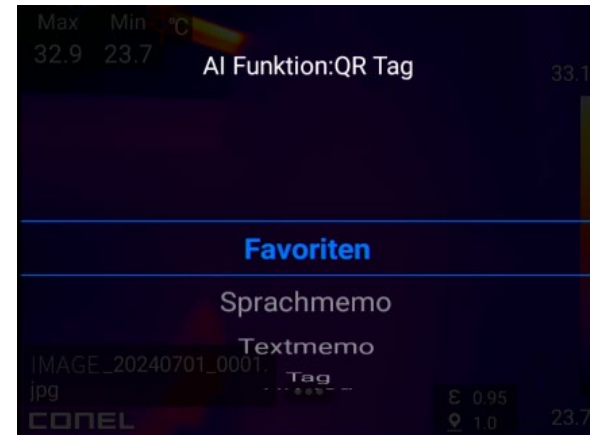 Max Min °C
32.9 23.7
AI Funktion:QR Tag
33.1
Favoriten
Sprachmemo
Textmemo
Tag
IMAGE_20240701_0001.
jpg
ε 0.95
CONEL
1.0
23.7